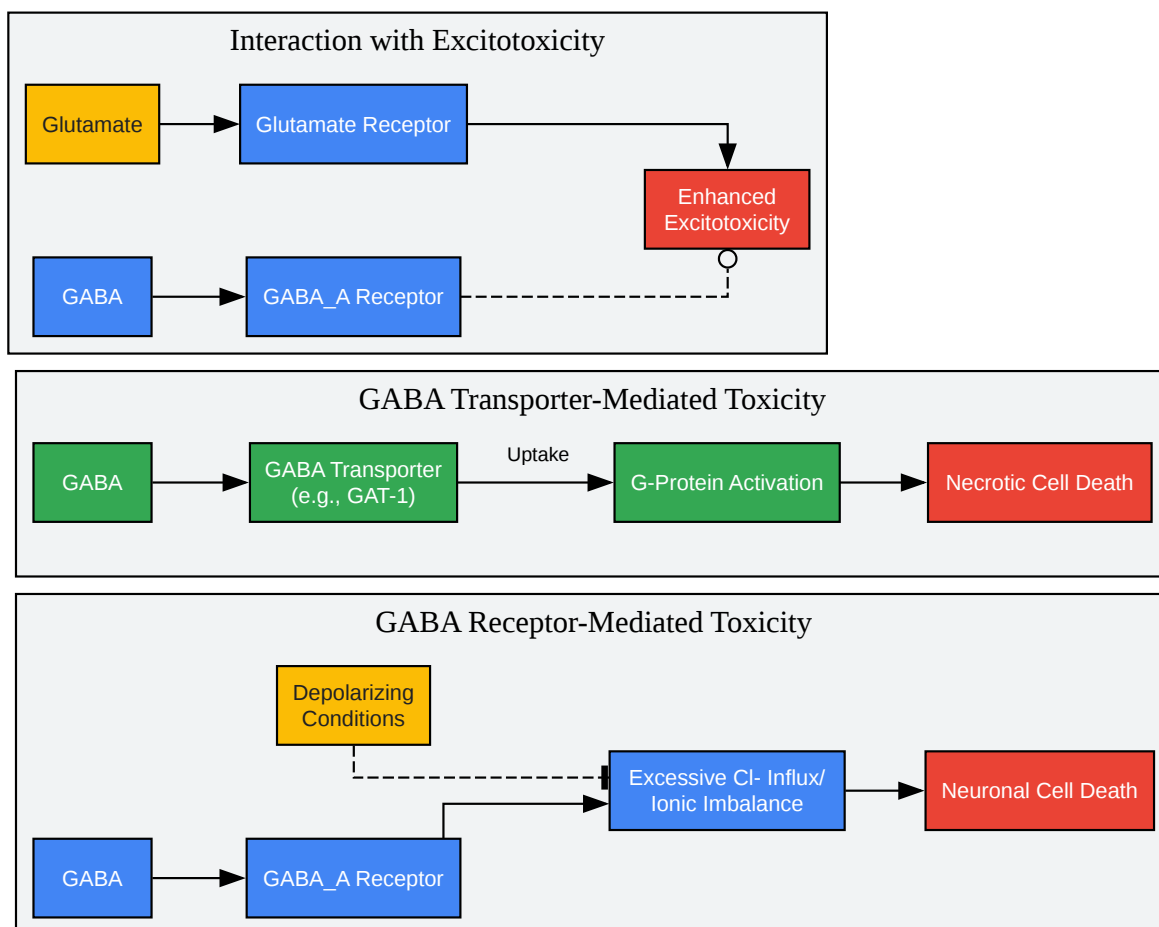 Interaction with Excitotoxicity
Glutamate
Glutamate Receptor
Enhanced
Excitotoxicity
GABA
GABA_A Receptor
GABA Transporter-Mediated Toxicity
GABA
GABA Transporter
(e.g., GAT-1)
Uptake
G-Protein Activation
Necrotic Cell Death
GABA Receptor-Mediated Toxicity
Depolarizing
Conditions
Excessive Cl- Influx/
Ionic Imbalance
Neuronal Cell Death
GABA
GABA_A Receptor